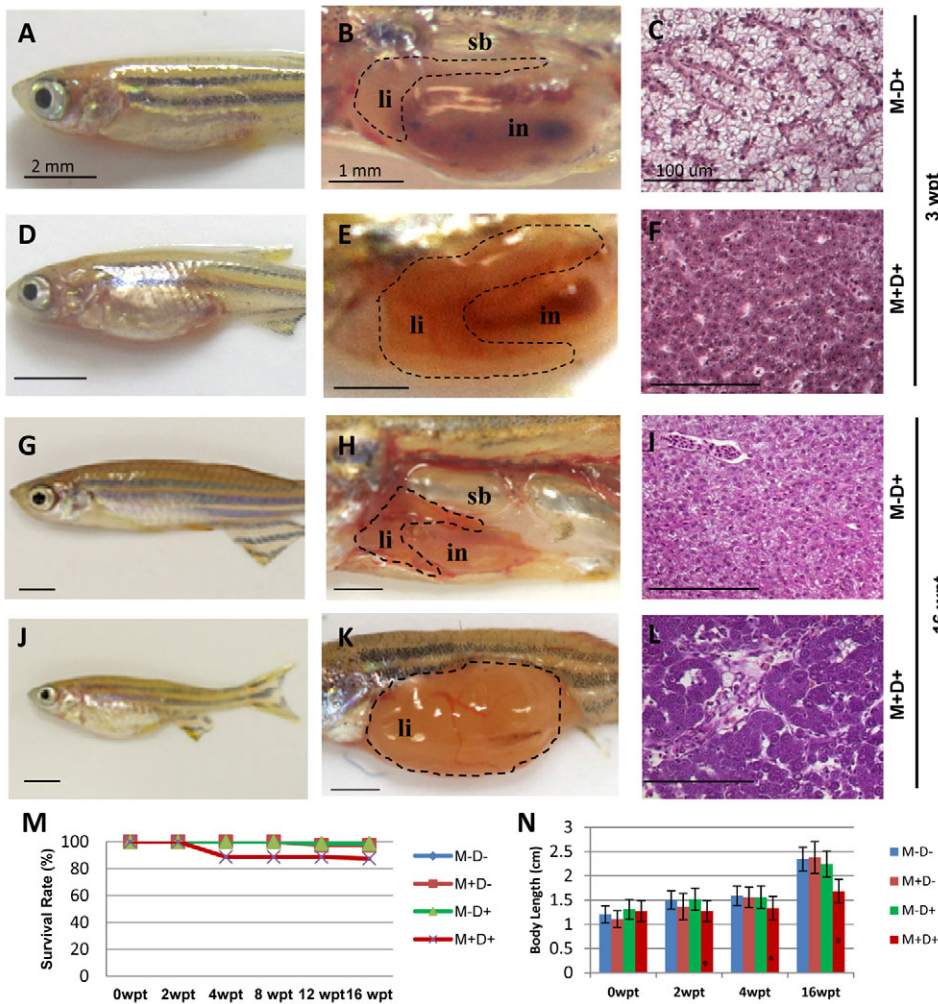 A
B
C
sb
li
in
2 mm
1 mm
100 um
M-D+
3 wpt
D
E
F
li
in
M+D+
G
H
I
sb
li
in
M-D+
J
K
L
li
M+D+
M
N
Survival Rate (%)
100
80
60
40
20
0
0wpt 2wpt 4wpt 8 wpt 12 wpt 16 wpt
M-D-
M+D-
M-D+
M+D+
Body Length (cm)
3
2.5
2
1.5
1
0.5
0
* * *
0wpt 2wpt 4wpt 16wpt
M-D-
M+D-
M-D+
M+D+